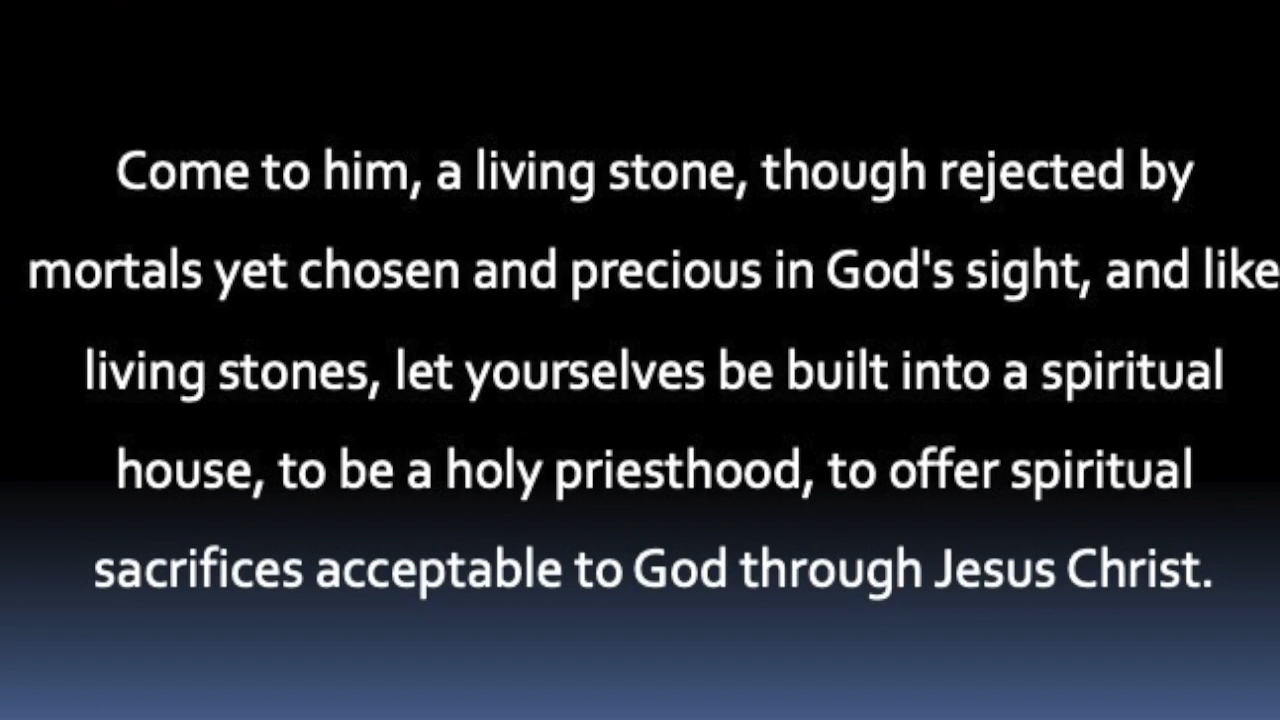 Come to him, a living stone, though rejected by
mortals yet chosen and precious in God's sight, and like
living stones, let yourselves be built into a spiritual
house, to be a holy priesthood, to offer spiritual
sacrifices acceptable to God through Jesus Christ.